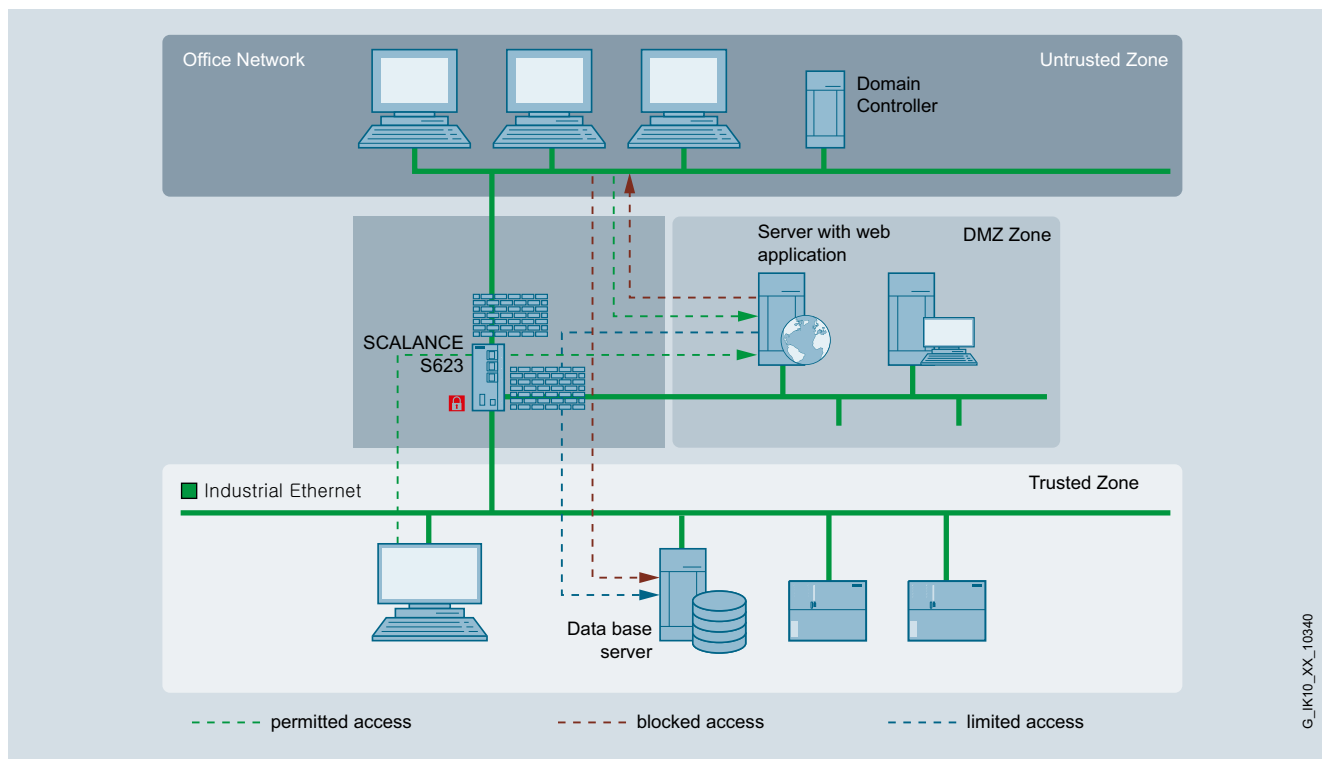 Office Network
Untrusted Zone
Domain
Controller
Server with web
application
DMZ Zone
SCALANCE
S623
Industrial Ethernet
Trusted Zone
Data base
server
permitted access
blocked access
limited access
G_IK10_XX_10340